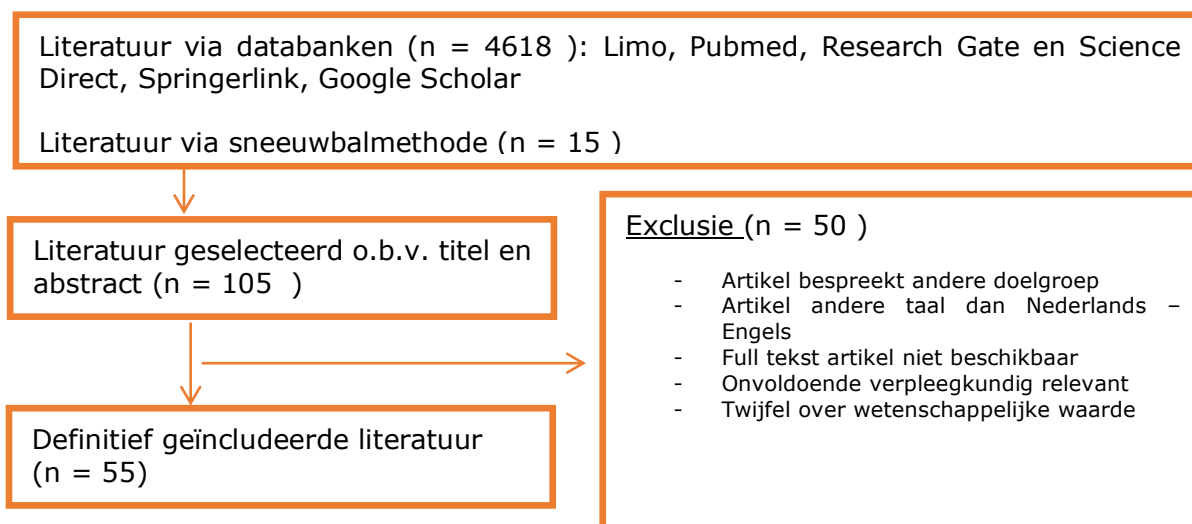 Literatuur via databanken (n = 4618 ): Limo, Pubmed, Research Gate en Science
Direct, Springerlink, Google Scholar
Literatuur via sneeuwbalmethode (n = 15 )
Literatuur geselecteerd o.b.v. titel en
abstract (n = 105 )
Exclusie (n = 50 )
- Artikel bespreekt andere doelgroep
- Artikel andere taal dan Nederlands –
Engels
- Full tekst artikel niet beschikbaar
- Onvoldoende verpleegkundig relevant
- Twijfel over wetenschappelijke waarde
Definitief geïncludeerde literatuur
(n = 55)